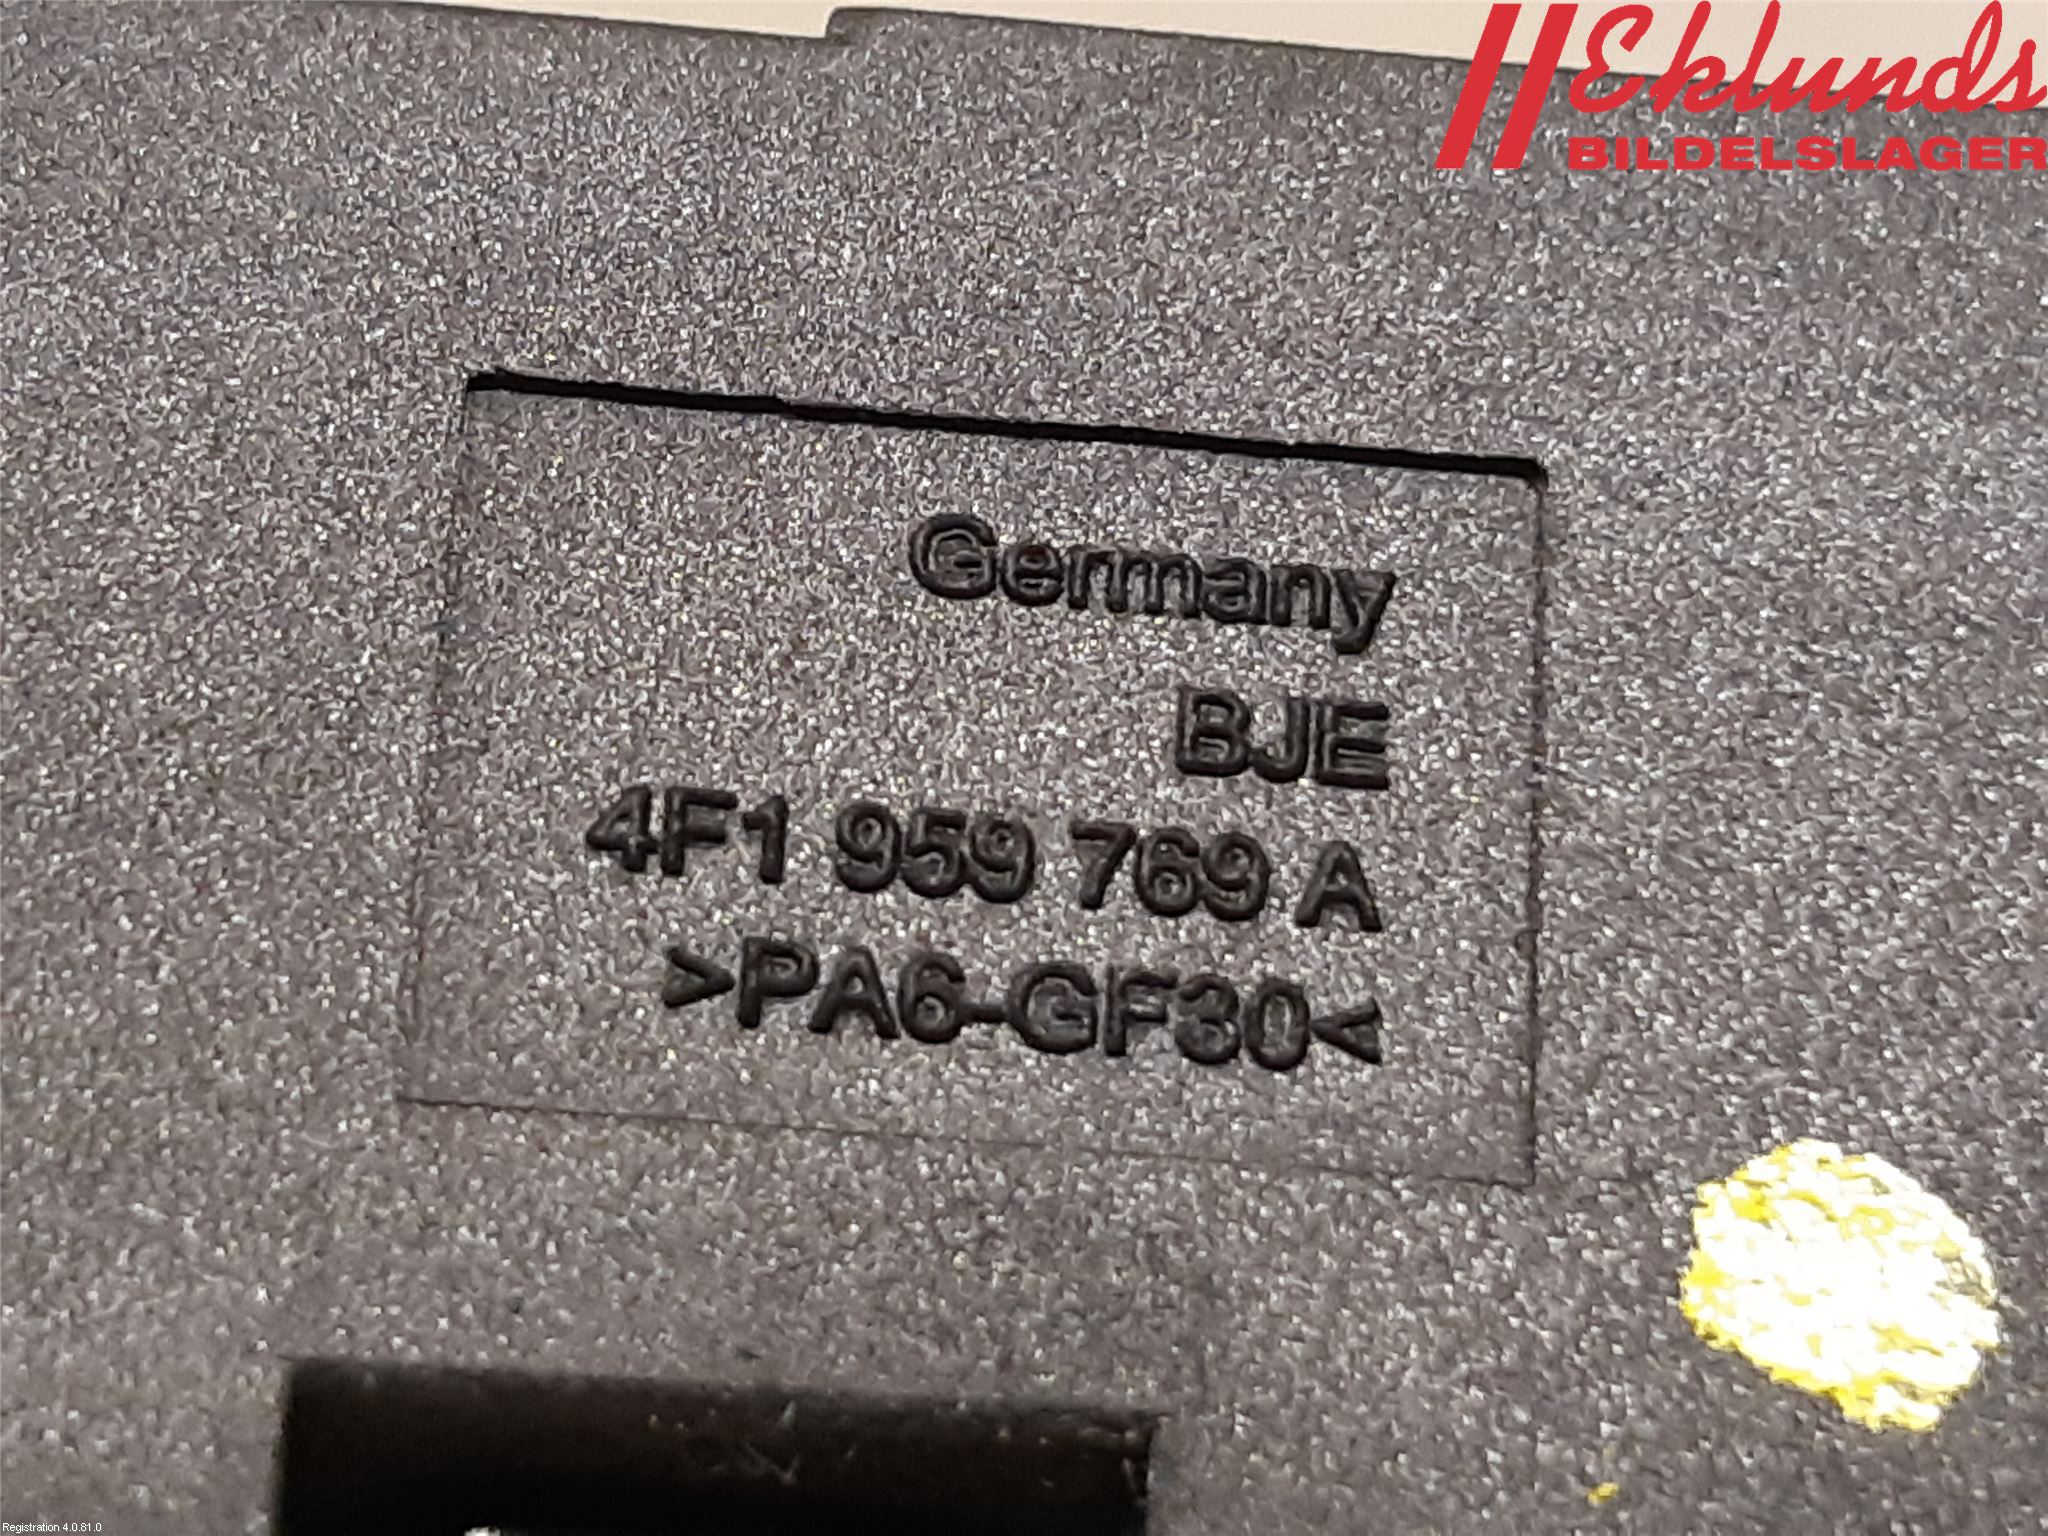 Eklunds
BILDELSLAGER
Germany
BJE
4F1 959 769 A
>PA6-GF30<
Registration 4.0.81.0